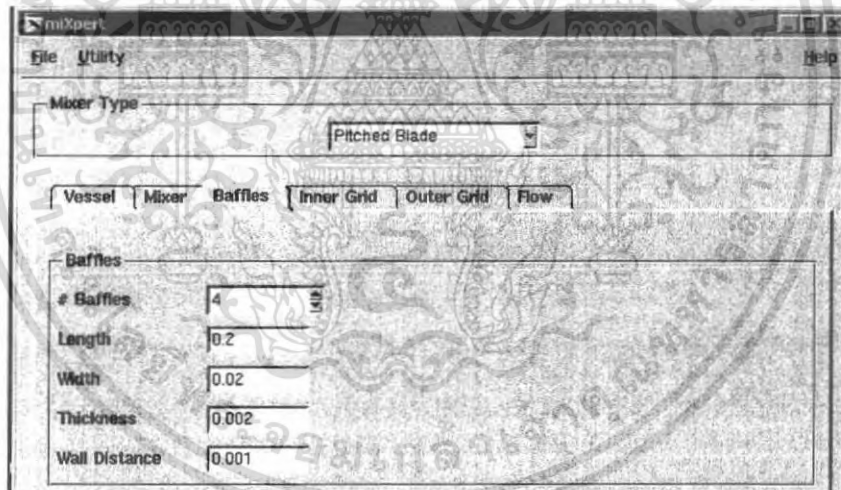 miXpert
File Utility Help
Mixer Type
Pitched Blade
Vessel Mixer Baffles Inner Grid Outer Grid Flow
Baffles
# Baffles 4
Length 0.2
Width 0.02
Thickness 0.002
Wall Distance 0.001